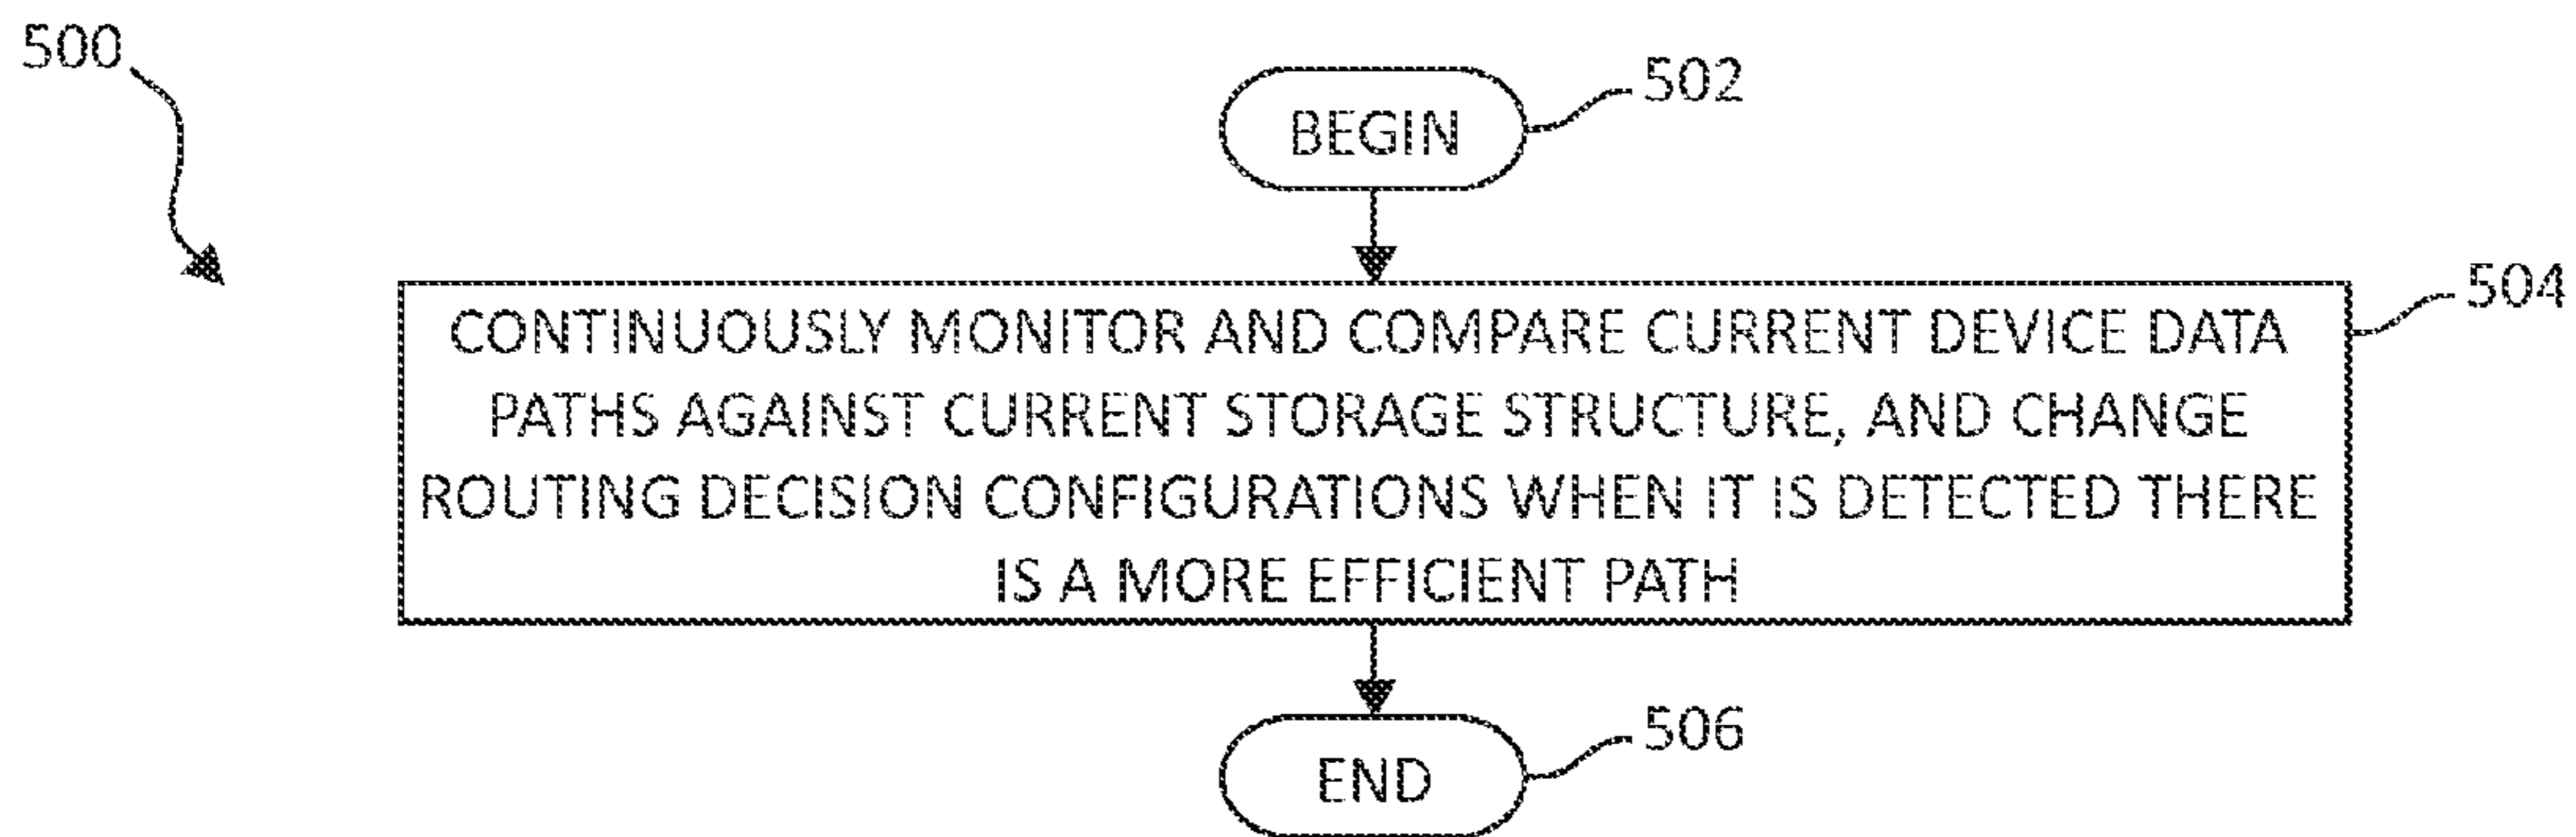 500
BEGIN
502
CONTINUOUSLY MONITOR AND COMPARE CURRENT DEVICE DATA
PATHS AGAINST CURRENT STORAGE STRUCTURE, AND CHANGE
ROUTING DECISION CONFIGURATIONS WHEN IT IS DETECTED THERE
IS A MORE EFFICIENT PATH
504
END
506